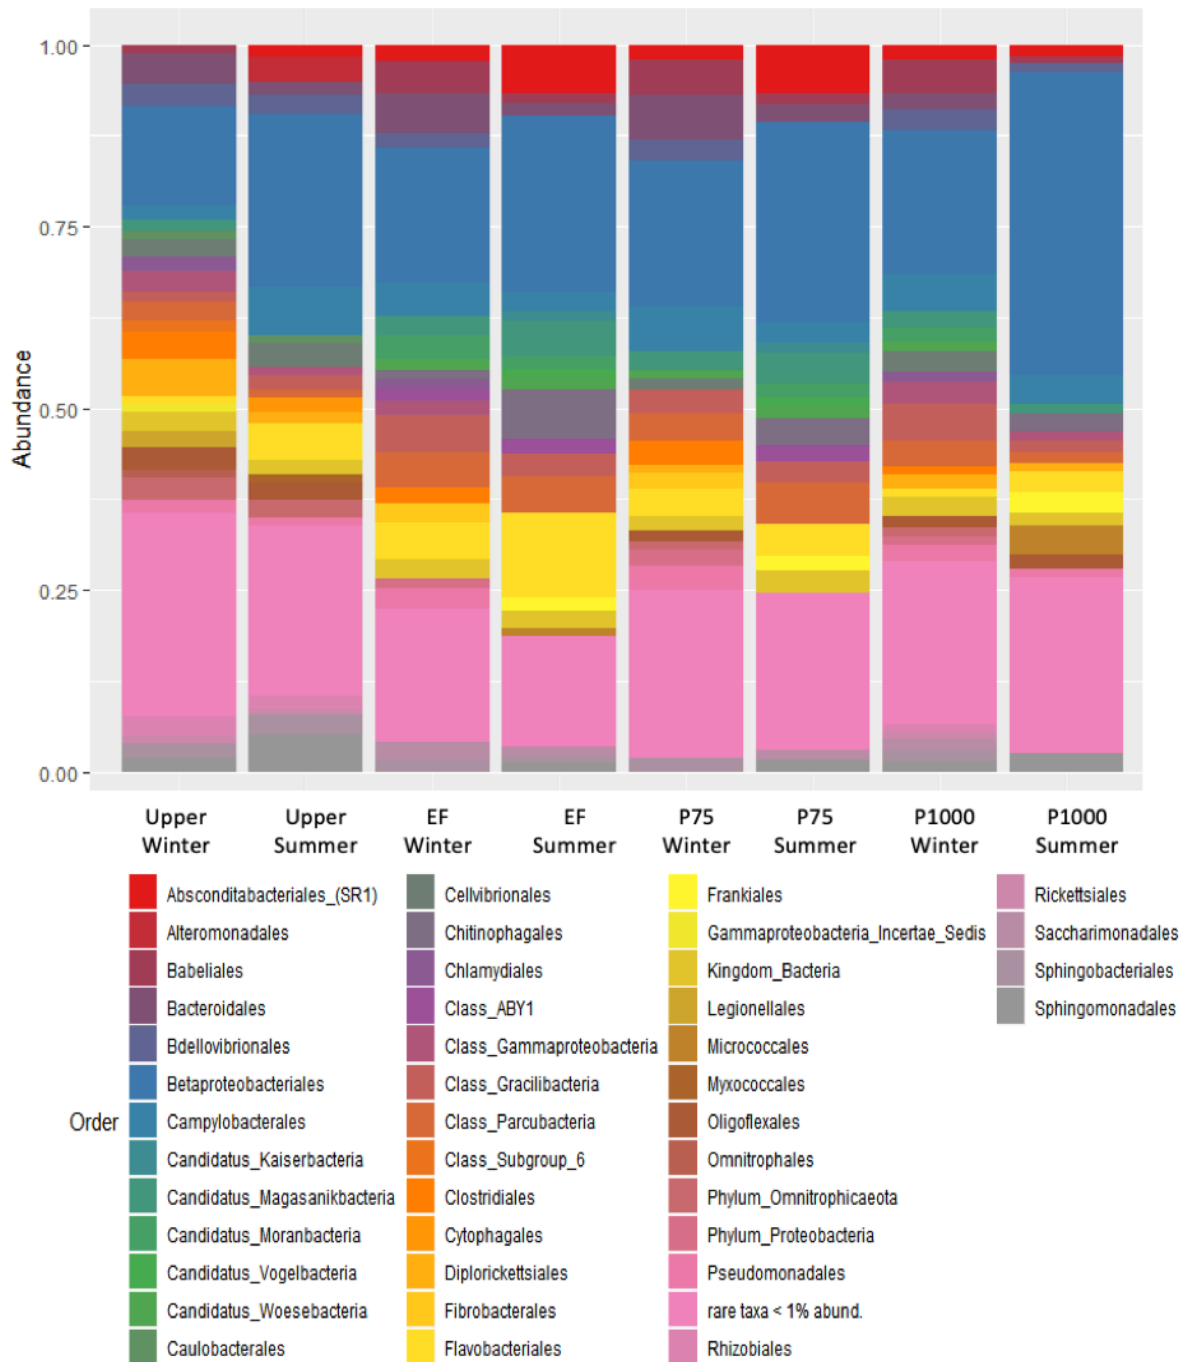 1.00
0.75
0.50
0.25
0.00
Abundance
Upper Upper EF EF P75 P75 P1000 P1000
Winter Summer Winter Summer Winter Summer Winter Summer
Order
Absconditabacteriales_(SR1)
Alteromonadales
Babeliales
Bacteroidales
Bdellovibrionales
Betaproteobacteriales
Campylobacterales
Candidatus_Kaiserbacteria
Candidatus_Magasanikbacteria
Candidatus_Moranbacteria
Candidatus_Vogelbacteria
Candidatus_Woesebacteria
Caulobacterales
Cellvibrionales
Chitinophagales
Chlamydiales
Class_ABY1
Class_Gammaproteobacteria
Class_Gracilibacteria
Class_Parcubacteria
Class_Subgroup_6
Clostridiales
Cytophagales
Diplorickettsiales
Fibrobacterales
Flavobacteriales
Frankiales
Gammaproteobacteria_Incertae_Sedis
Kingdom_Bacteria
Legionellales
Micrococcales
Myxococcales
Oligoflexales
Omnitrophales
Phylum_Omnitrophicaeota
Phylum_Proteobacteria
Pseudomonadales
rare taxa < 1% abund.
Rhizobiales
Rickettsiales
Saccharimonadales
Sphingobacteriales
Sphingomonadales